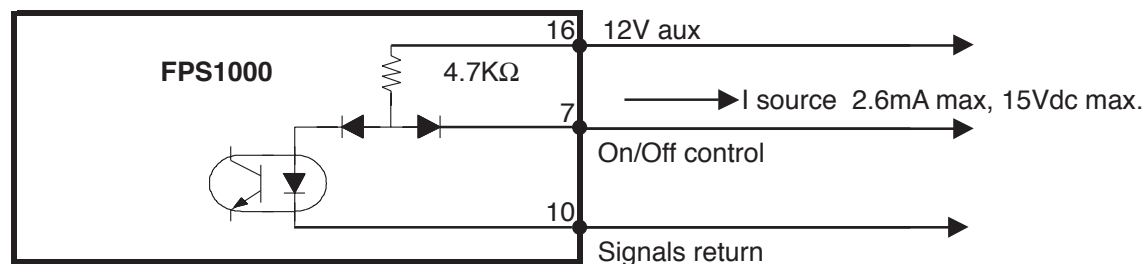 16 12V aux
FPS1000 4.7KΩ
I source 2.6mA max, 15Vdc max.
7
On/Off control
10
Signals return